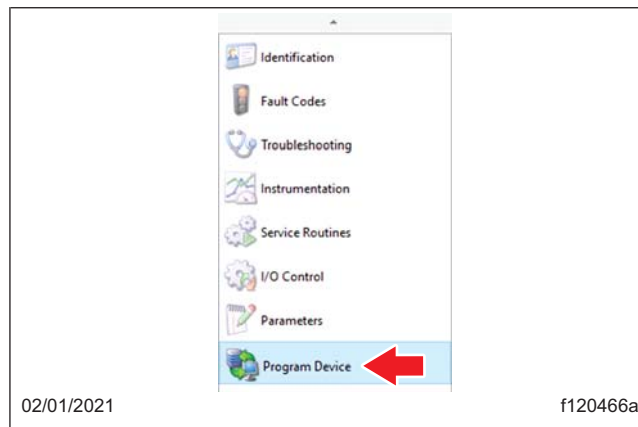 Identification
Fault Codes
Troubleshooting
Instrumentation
Service Routines
I/O Control
Parameters
Program Device
02/01/2021 f120466a